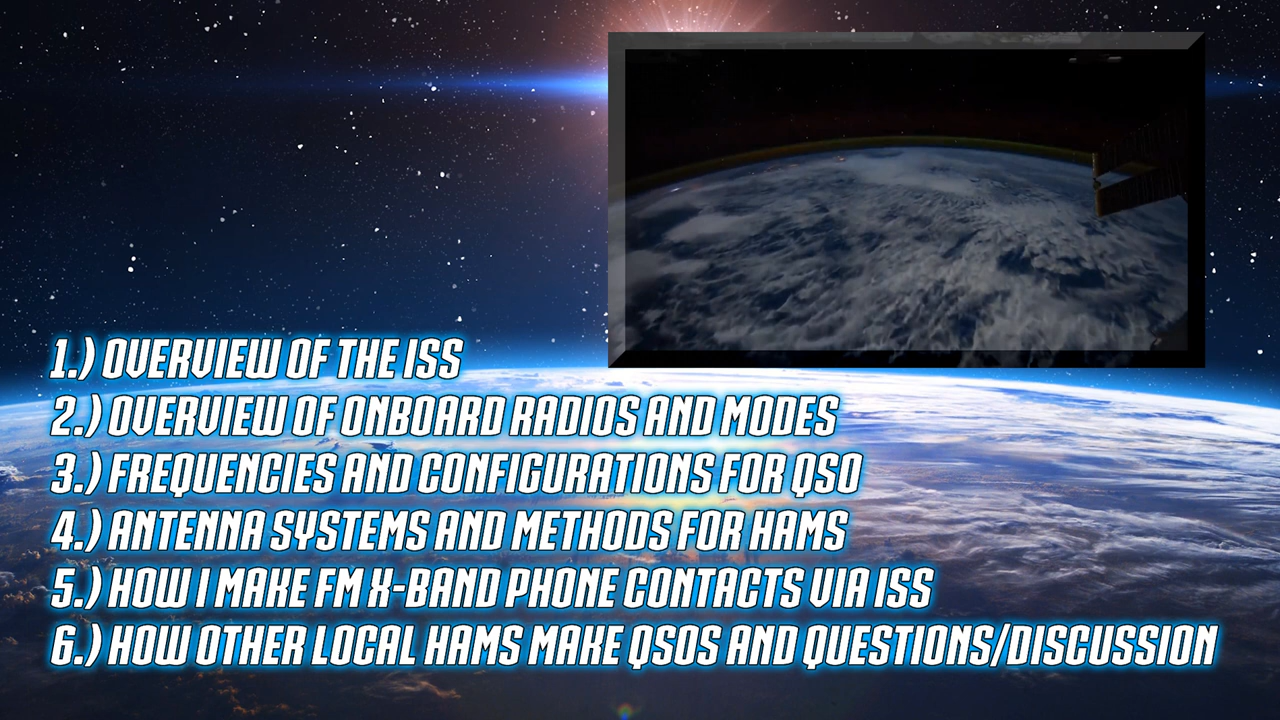 1.) OVERVIEW OF THE ISS
2.) OVERVIEW OF ONBOARD RADIOS AND MODES
3.) FREQUENCIES AND CONFIGURATIONS FOR QSO
4.) ANTENNA SYSTEMS AND METHODS FOR HAMS
5.) HOW I MAKE FM X-BAND PHONE CONTACTS VIA ISS
6.) HOW OTHER LOCAL HAMS MAKE QSOS AND QUESTIONS/DISCUSSION